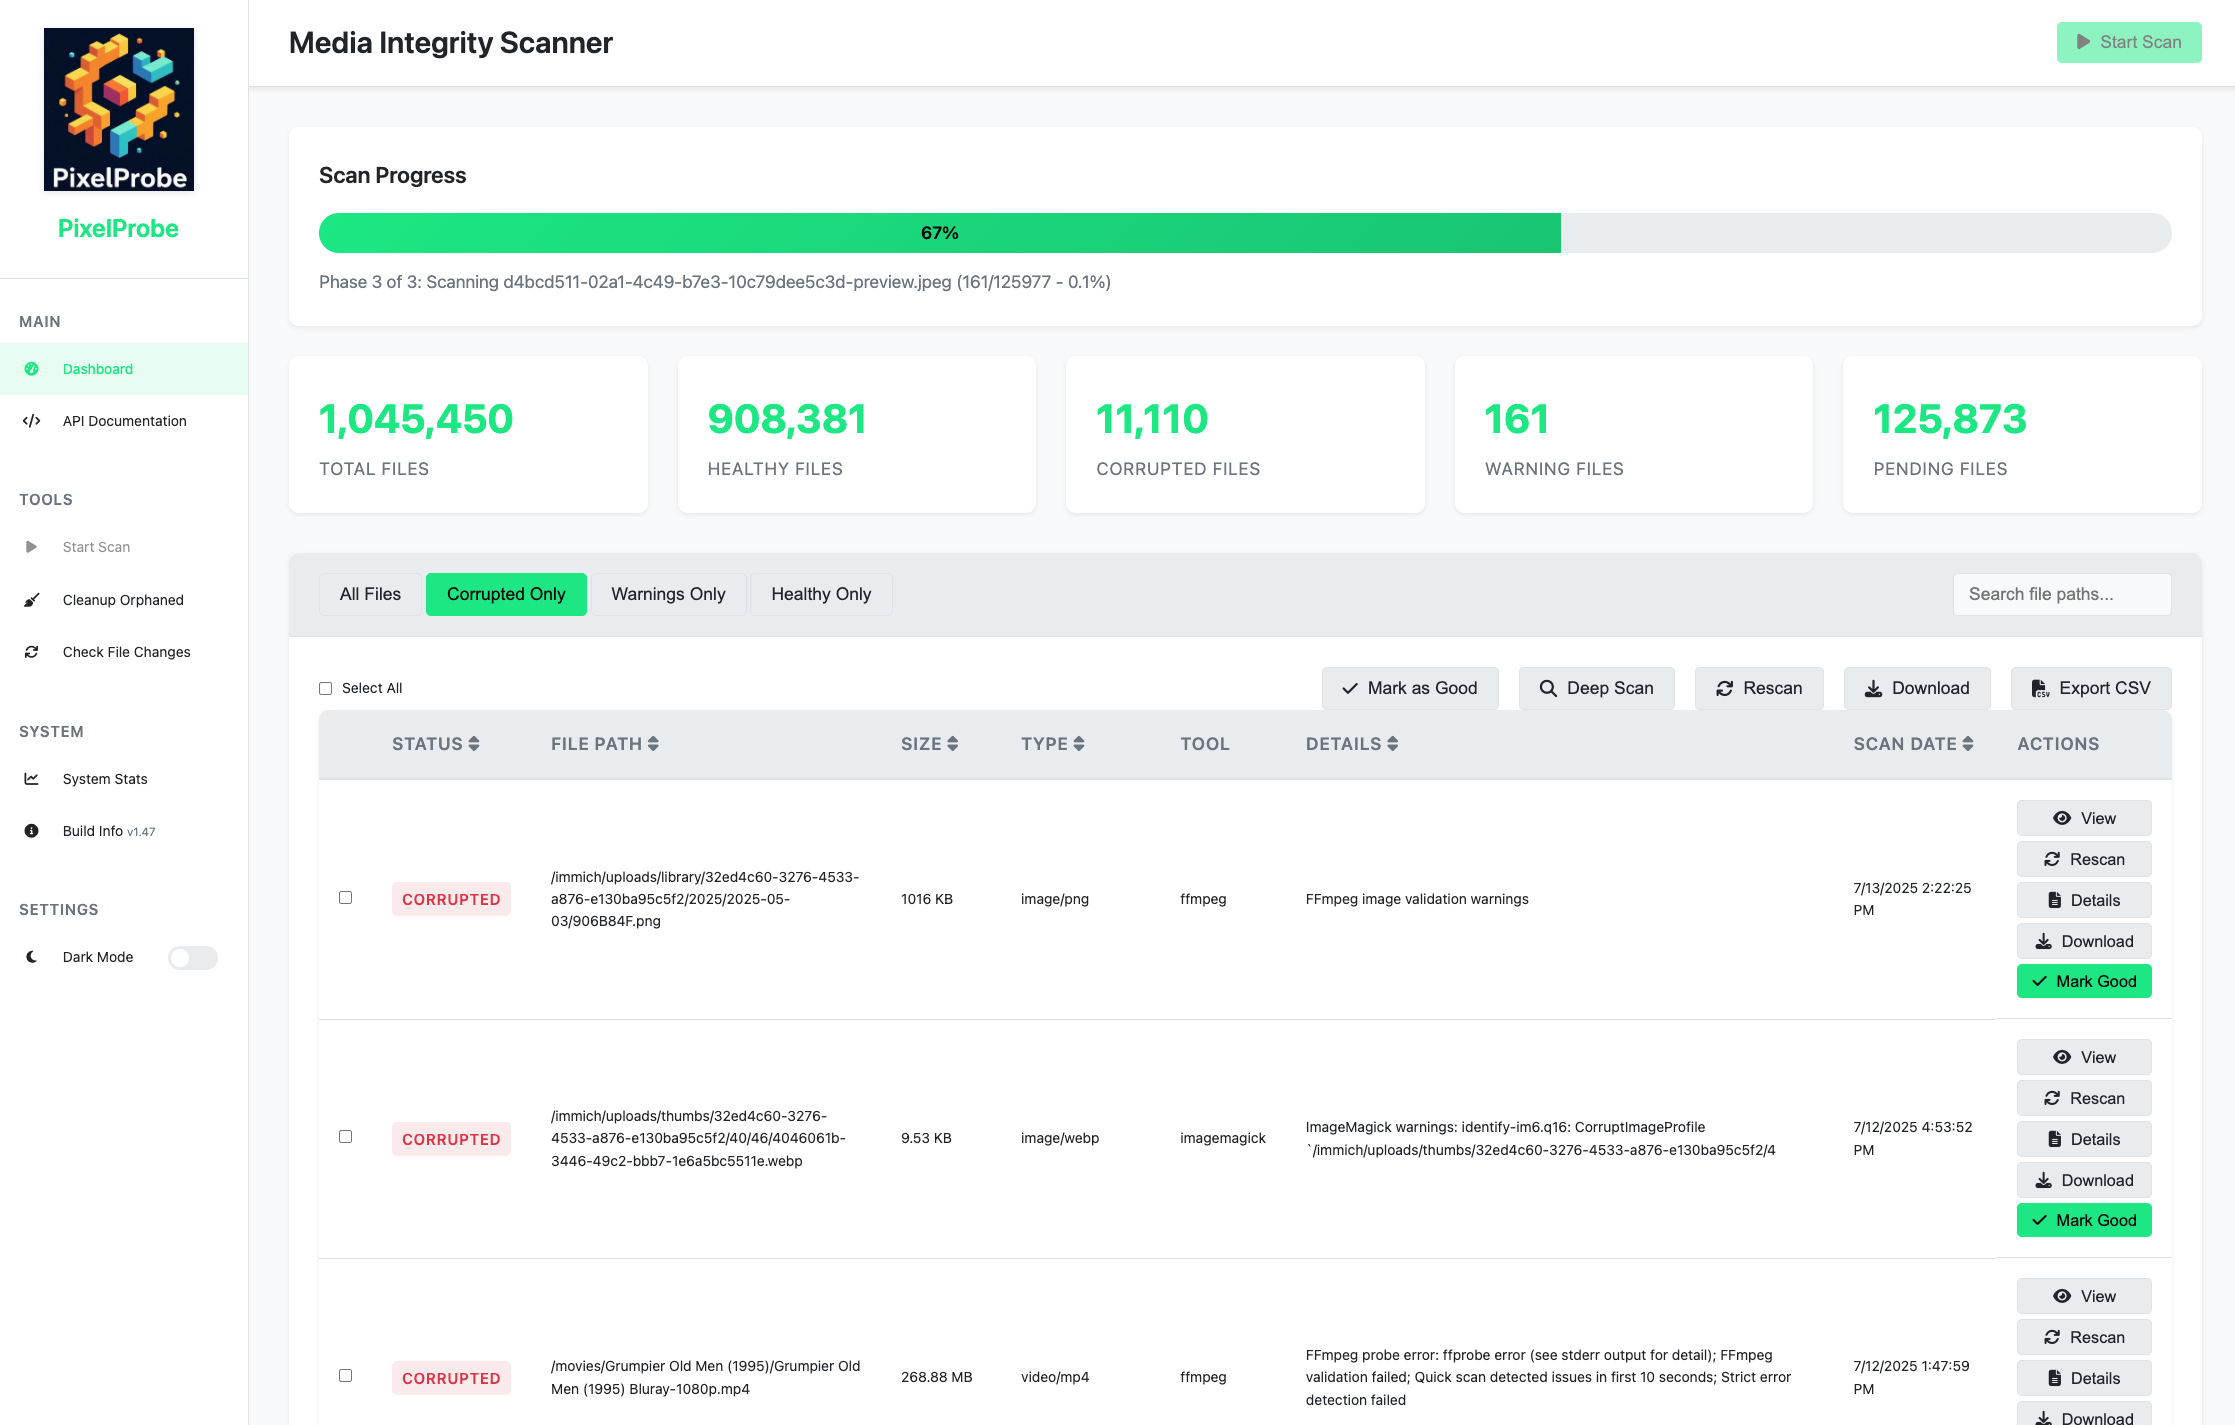 PixelProbe
PixelProbe
MAIN
Dashboard
API Documentation
TOOLS
Start Scan
Cleanup Orphaned
Check File Changes
SYSTEM
System Stats
Build Info v1.47
SETTINGS
Dark Mode
Media Integrity Scanner
Start Scan
Scan Progress
67%
Phase 3 of 3: Scanning d4bcd511-02a1-4c49-b7e3-10c79dee5c3d-preview.jpeg (161/125977 - 0.1%)
1,045,450
TOTAL FILES
908,381
HEALTHY FILES
11,110
CORRUPTED FILES
161
WARNING FILES
125,873
PENDING FILES
All Files
Corrupted Only
Warnings Only
Healthy Only
Search file paths...
Select All
Mark as Good
Deep Scan
Rescan
Download
CSV
Export CSV
STATUS
FILE PATH
SIZE
TYPE
TOOL
DETAILS
SCAN DATE
ACTIONS
CORRUPTED
/immich/uploads/library/32ed4c60-3276-4533-
a876-e130ba95c5f2/2025/2025-05-
03/906B84F.png
1016 KB
image/png
ffmpeg
FFmpeg image validation warnings
7/13/2025 2:22:25
PM
View
Rescan
Details
Download
Mark Good
CORRUPTED
/immich/uploads/thumbs/32ed4c60-3276-
4533-a876-e130ba95c5f2/40/46/4046061b-
3446-49c2-bbb7-1e6a5bc5511e.webp
9.53 KB
image/webp
imagemagick
ImageMagick warnings: identify-im6.q16: CorruptImageProfile
`/immich/uploads/thumbs/32ed4c60-3276-4533-a876-e130ba95c5f2/4
7/12/2025 4:53:52
PM
View
Rescan
Details
Download
Mark Good
CORRUPTED
/movies/Grumpier Old Men (1995)/Grumpier Old
Men (1995) Bluray-1080p.mp4
268.88 MB
video/mp4
ffmpeg
FFmpeg probe error: ffprobe error (see stderr output for detail); FFmpeg
validation failed; Quick scan detected issues in first 10 seconds; Strict error
detection failed
7/12/2025 1:47:59
PM
View
Rescan
Details
Download